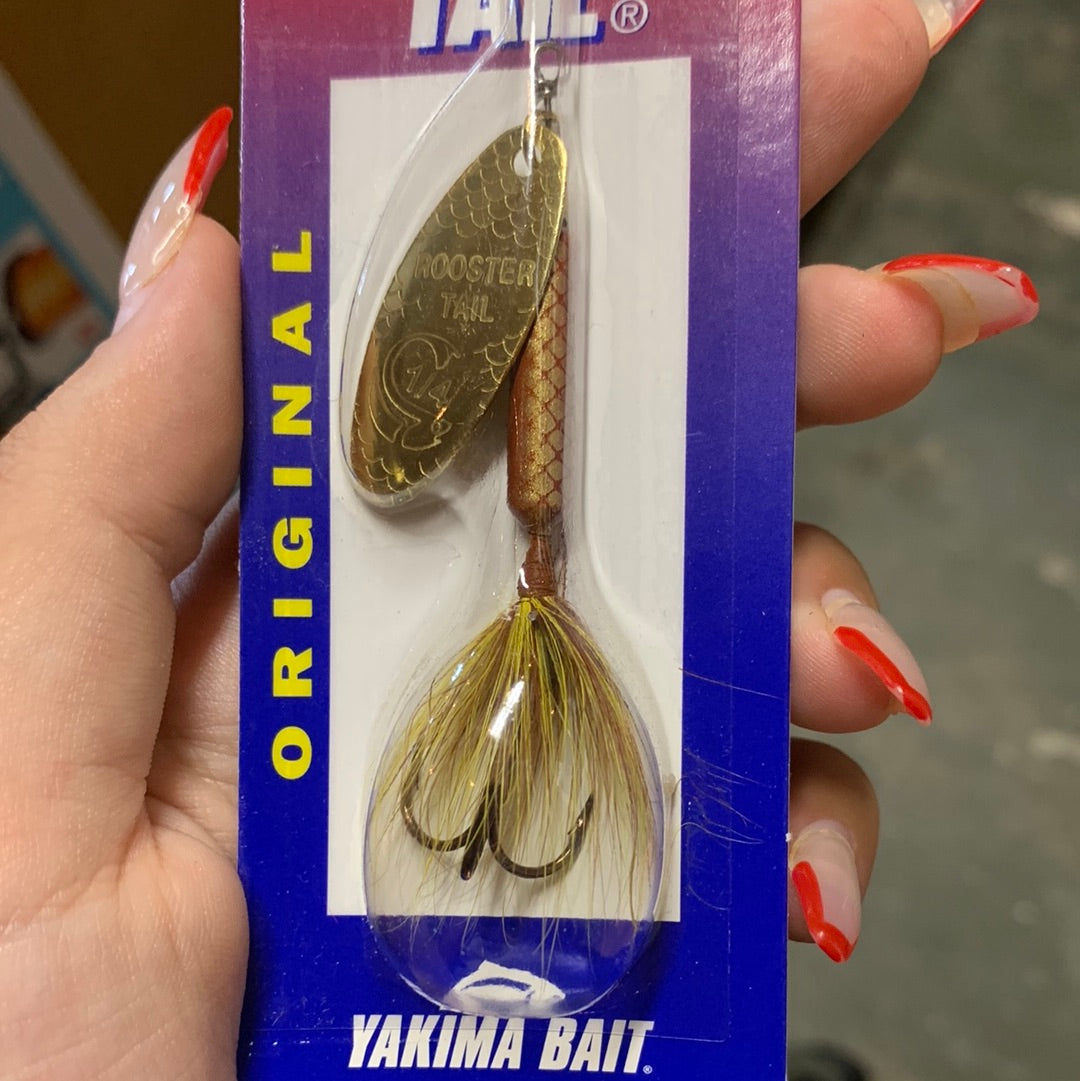 TAIL®
ROOSTER
TAIL
1/4
ORIGINAL
YAKIMA BAIT®